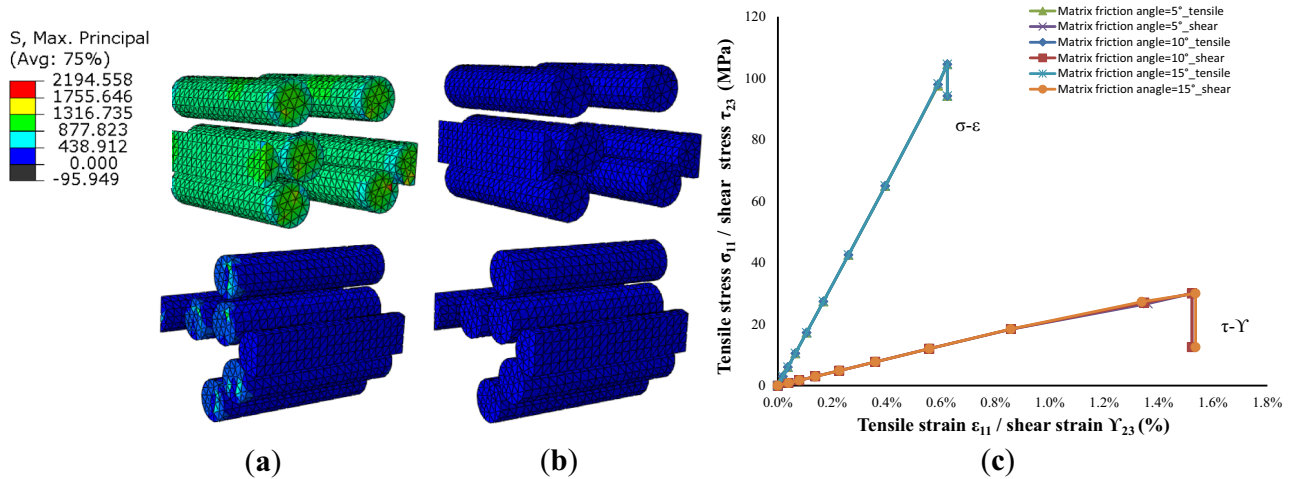 S, Max. Principal
(Avg: 75%)
2194.558
1755.646
1316.735
877.823
438.912
0.000
-95.949
(a)
(b)
Matrix friction angle=5°_tensile
Matrix friction angle=5°_shear
Matrix friction angle=10°_tensile
Matrix friction angle=10°_shear
Matrix friction angle=15°_tensile
Matrix friction anagle=15°_shear
Tensile stress σ11 / shear stress τ23 (MPa)
120
100
80
60
40
20
0
σ-ε
τ-ϒ
0.0% 0.2% 0.4% 0.6% 0.8% 1.0% 1.2% 1.4% 1.6% 1.8%
Tensile strain ε11 / shear strain ϒ23 (%)
(c)